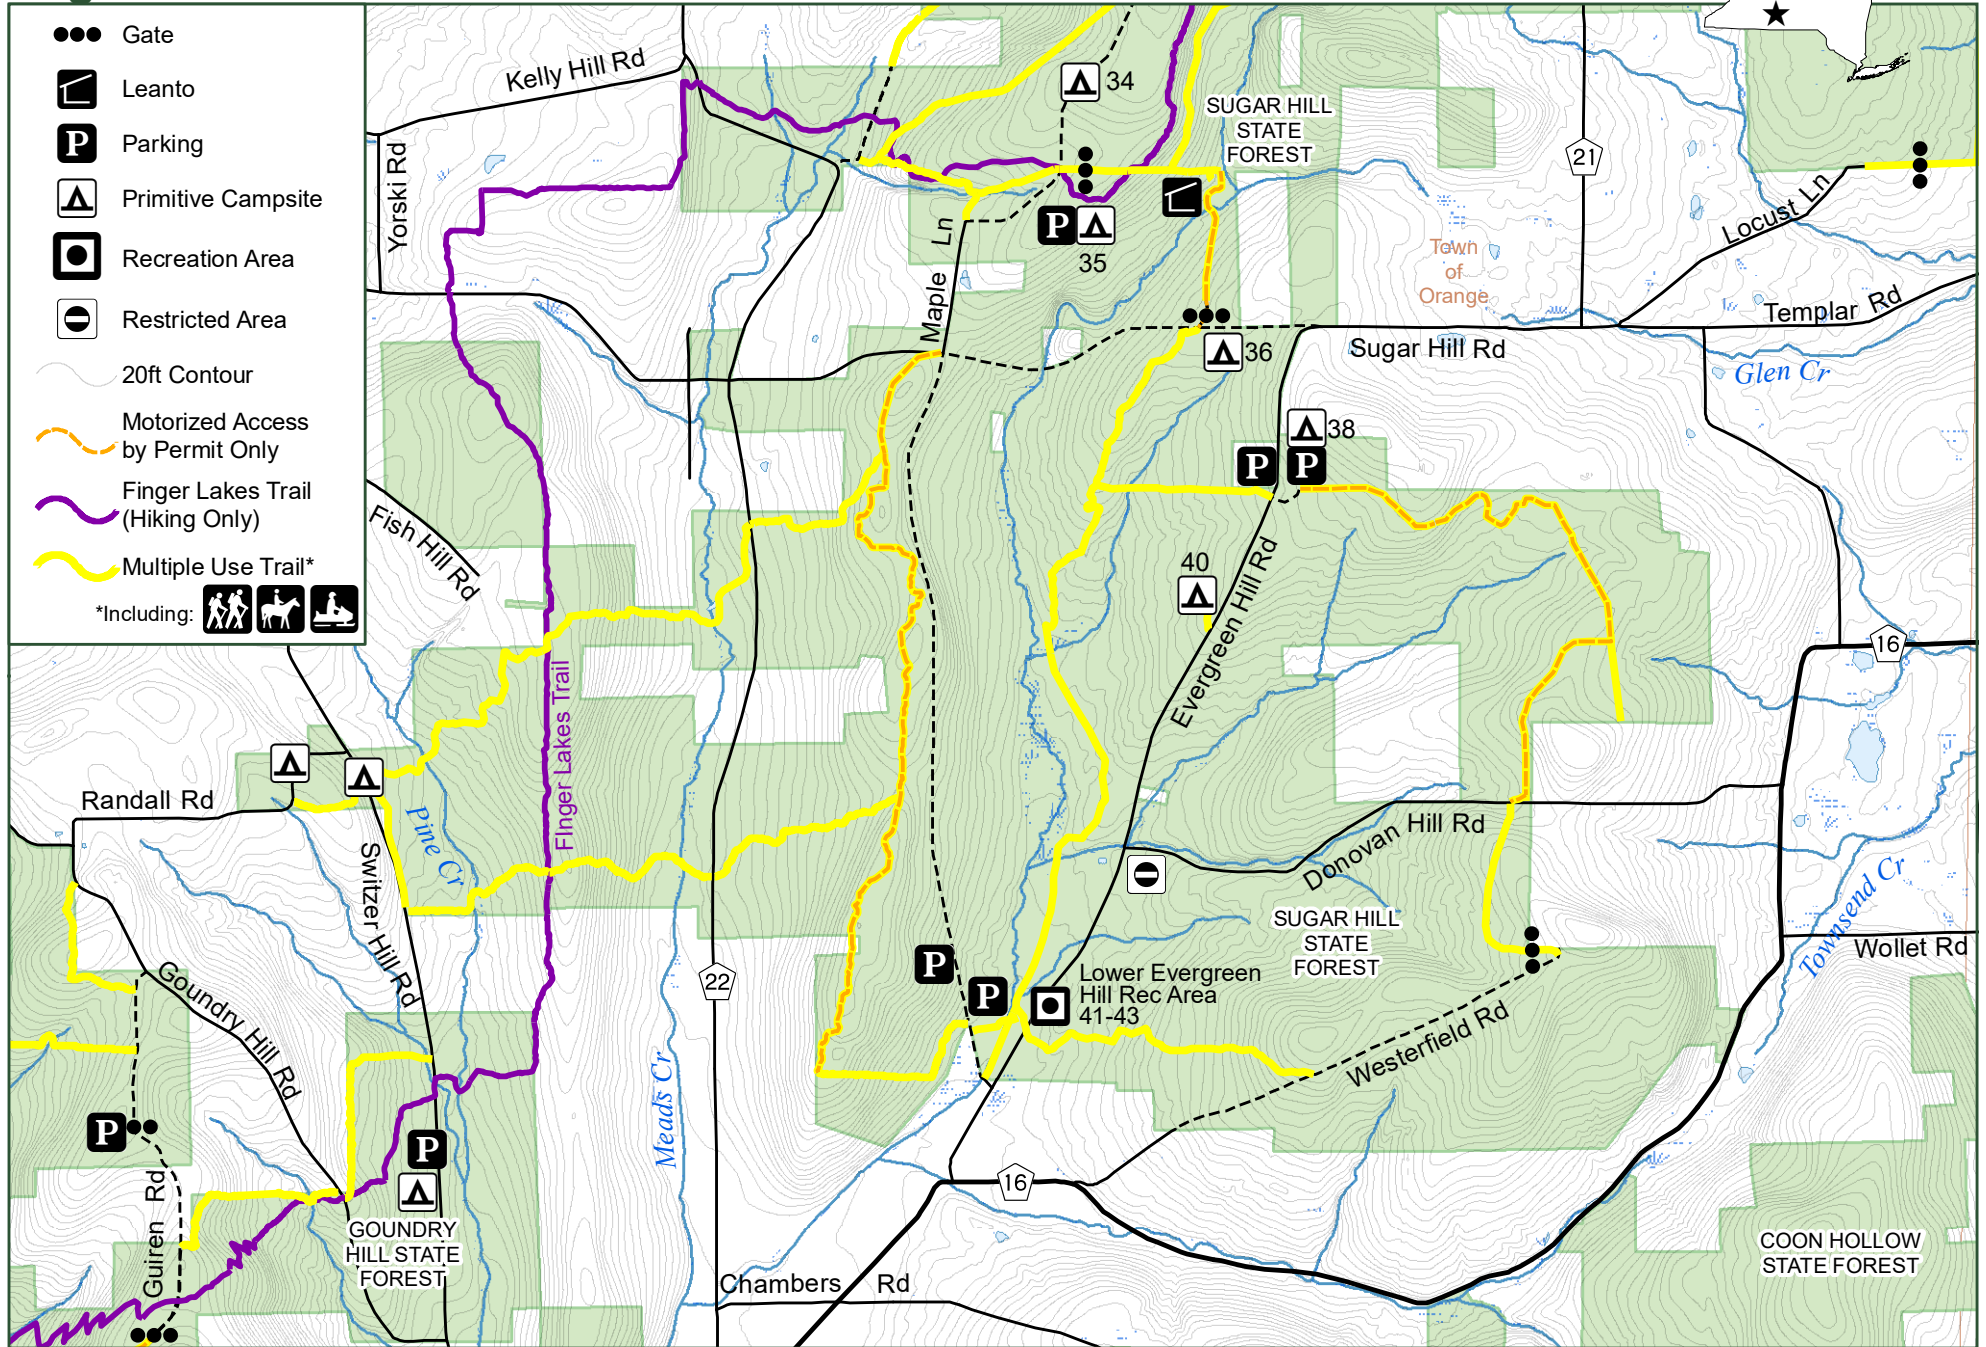 Gate
Leanto
P Parking
Primitive Campsite
Recreation Area
Restricted Area
20ft Contour
Motorized Access
by Permit Only
Finger Lakes Trail
(Hiking Only)
Multiple Use Trail*
*Including:
Kelly Hill Rd
Yorski Rd
34
SUGAR HILL
STATE
FOREST
21
Locust Ln
Maple Ln
P
35
Town
of
Orange
Templar Rd
36
Sugar Hill Rd
Glen Cr
38
P
P
Fish Hill Rd
40
Evergreen Hill Rd
16
FInger Lakes Trail
Randall Rd
Pine Cr
Switzer Hill Rd
Donovan Hill Rd
Townsend Cr
SUGAR HILL
STATE
FOREST
Wollet Rd
Goundry Hill Rd
22
P
P
Lower Evergreen
Hill Rec Area
41-43
Westerfield Rd
Meads Cr
P
P
16
Guiren Rd
GOUNDRY
HILL STATE
FOREST
COON HOLLOW
STATE FOREST
Chambers Rd